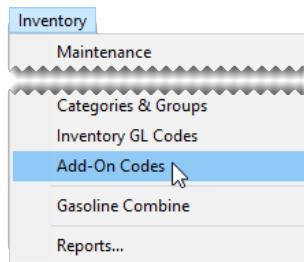 Inventory
Maintenance
Categories & Groups
Inventory GL Codes
Add-On Codes
Gasoline Combine
Reports...